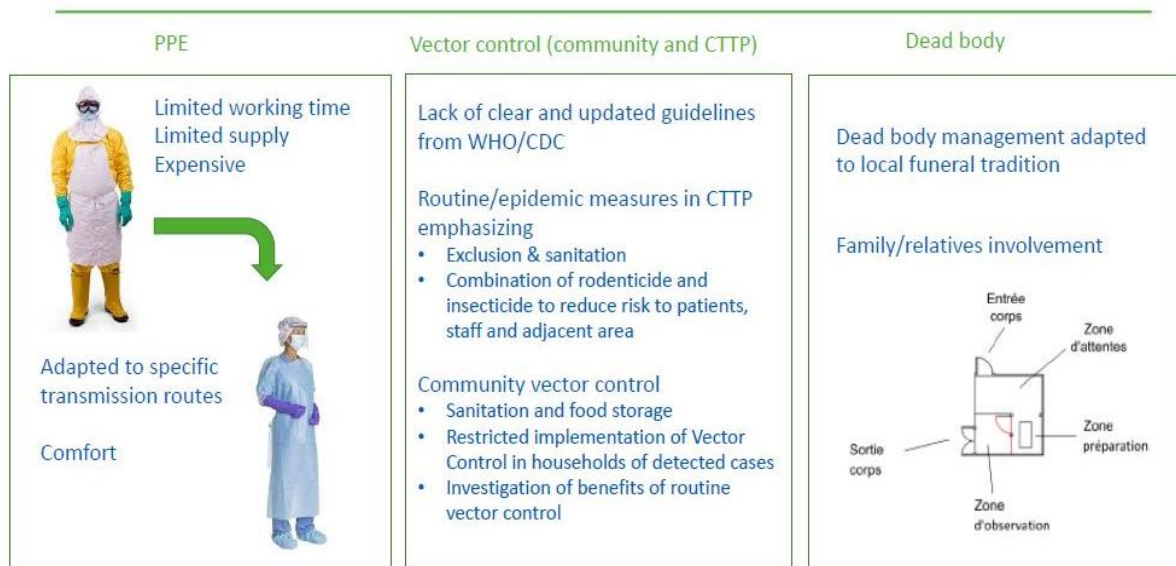 PPE
Limited working time
Limited supply
Expensive
Adapted to specific
transmission routes
Comfort
Vector control (community and CTTP)
Lack of clear and updated guidelines
from WHO/CDC
Routine/epidemic measures in CTTP
emphasizing
• Exclusion & sanitation
• Combination of rodenticide and
insecticide to reduce risk to patients,
staff and adjacent area
Community vector control
• Sanitation and food storage
• Restricted implementation of Vector
Control in households of detected cases
• Investigation of benefits of routine
vector control
Dead body
Dead body management adapted
to local funeral tradition
Family/relatives involvement
Entrée
corps
Zone
d'attentes
Zone
préparation
Sortie
corps
Zone
d'observation